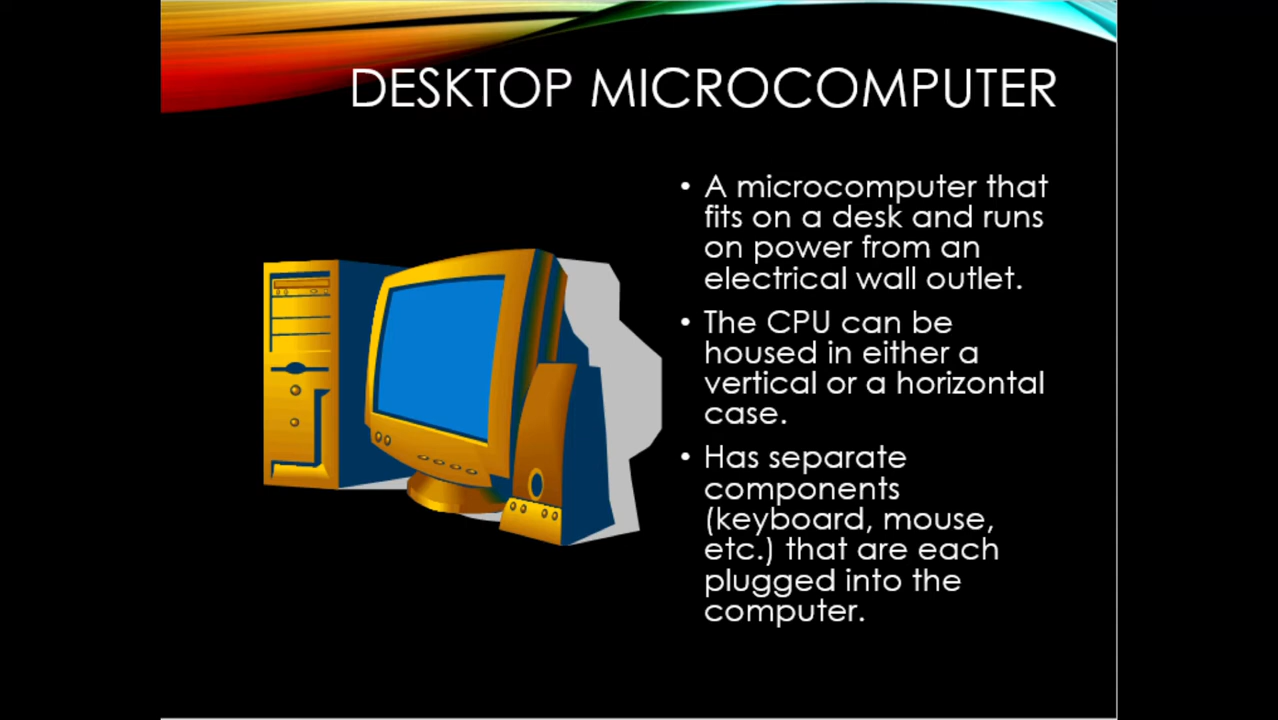 DESKTOP MICROCOMPUTER
• A microcomputer that
fits on a desk and runs
on power from an
electrical wall outlet.
• The CPU can be
housed in either a
vertical or a horizontal
case.
• Has separate
components
(keyboard, mouse,
etc.) that are each
plugged into the
computer.